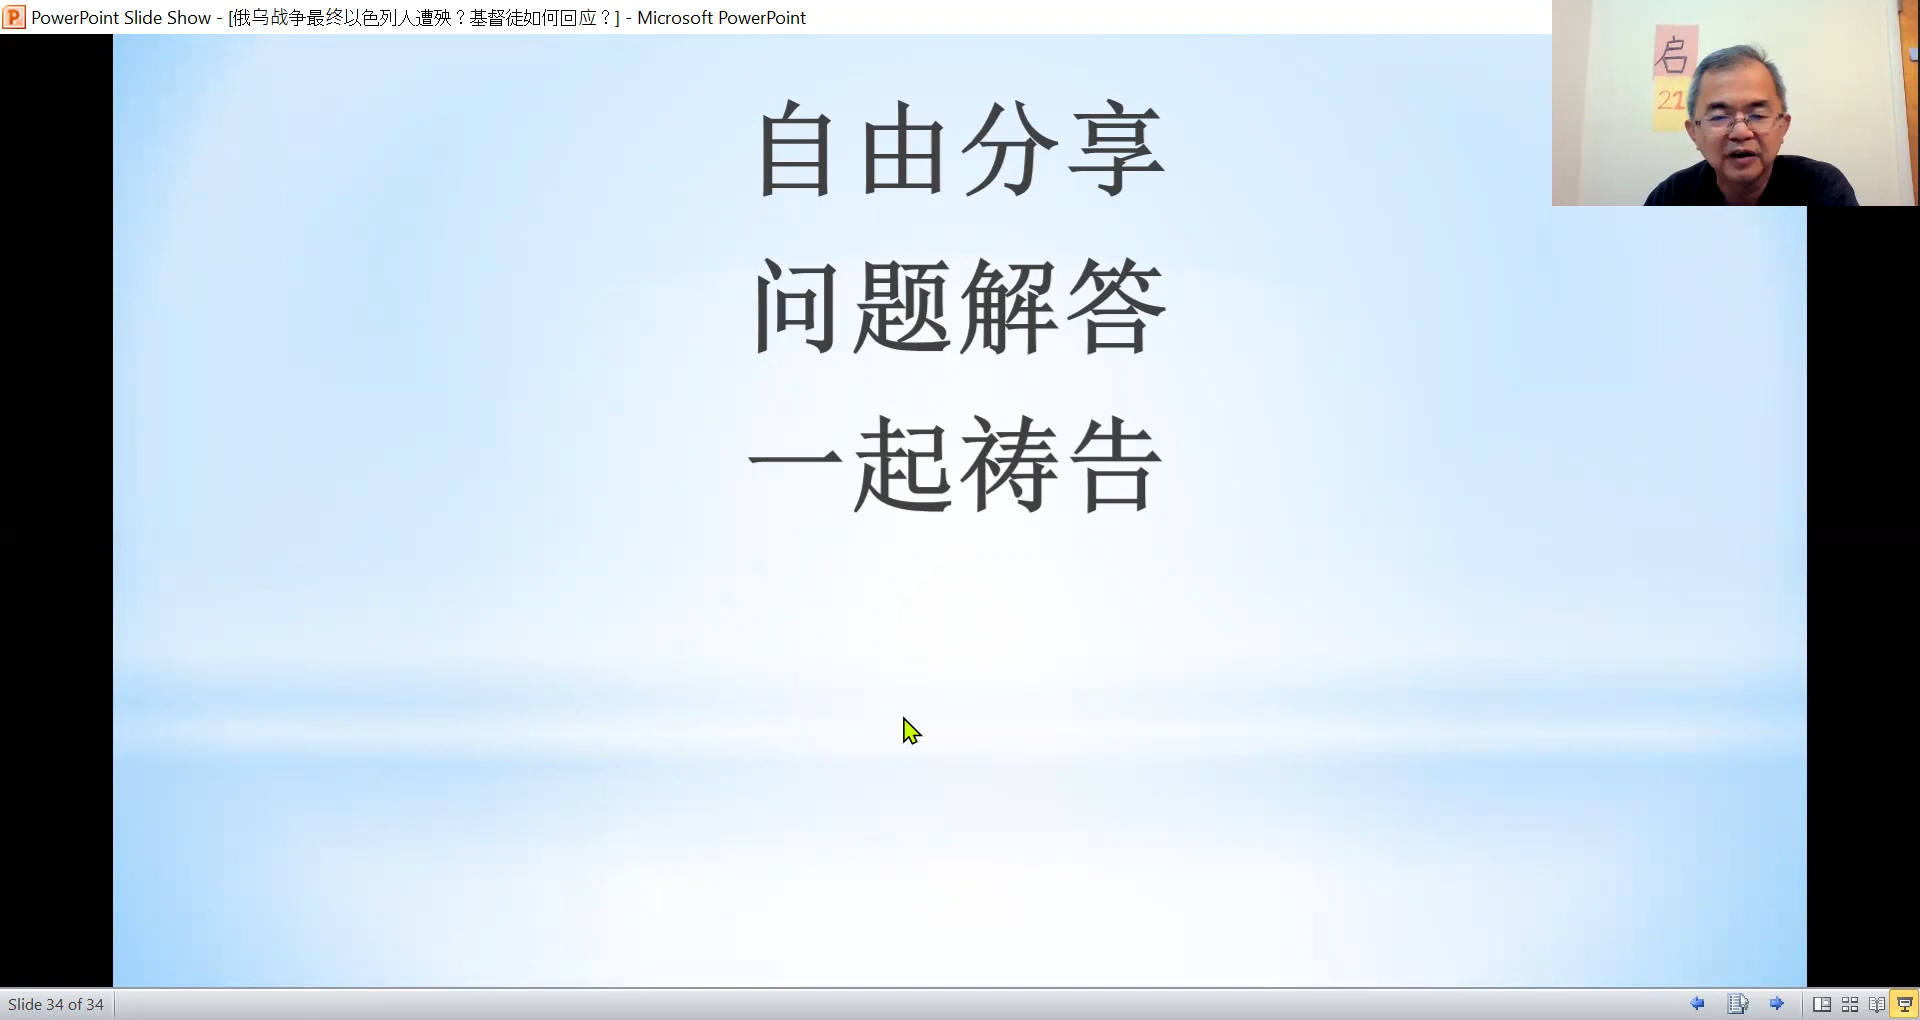 PowerPoint Slide Show - [俄乌战争最终以色列人遭殃？基督徒如何回应？] - Microsoft PowerPoint
启
21
自由分享
问题解答
一起祷告
Slide 34 of 34